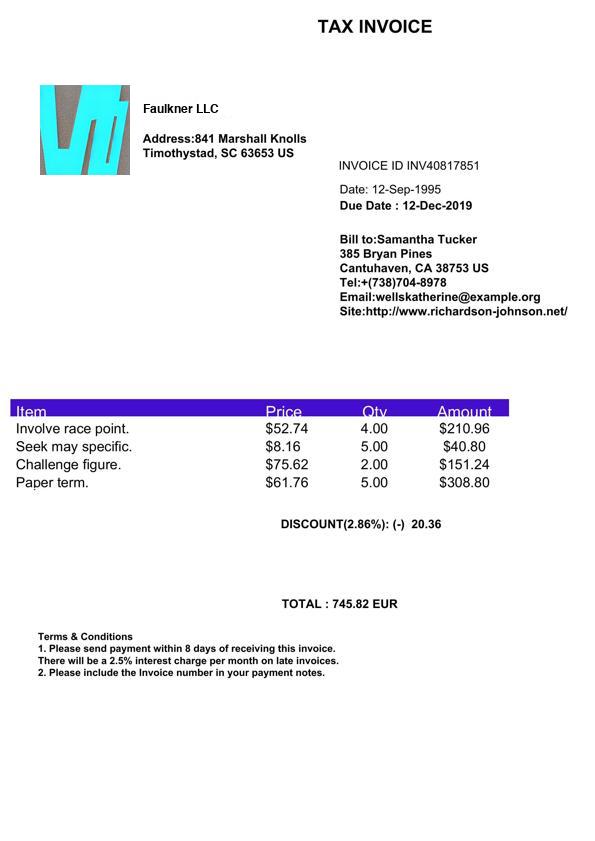 TAX INVOICE
Faulkner LLC
Address:841 Marshall Knolls
Timothystad, SC 63653 US
INVOICE ID INV40817851
Date: 12-Sep-1995
Due Date : 12-Dec-2019
Bill to:Samantha Tucker
385 Bryan Pines
Cantuhaven, CA 38753 US
Tel:+(738)704-8978
Email:wellskatherine@example.org
Site:http://www.richardson-johnson.net/
Item Price Qty Amount
Involve race point. $52.74 4.00 $210.96
Seek may specific. $8.16 5.00 $40.80
Challenge figure. $75.62 2.00 $151.24
Paper term. $61.76 5.00 $308.80
DISCOUNT(2.86%): (-) 20.36
TOTAL : 745.82 EUR
Terms & Conditions
1. Please send payment within 8 days of receiving this invoice.
There will be a 2.5% interest charge per month on late invoices.
2. Please include the Invoice number in your payment notes.